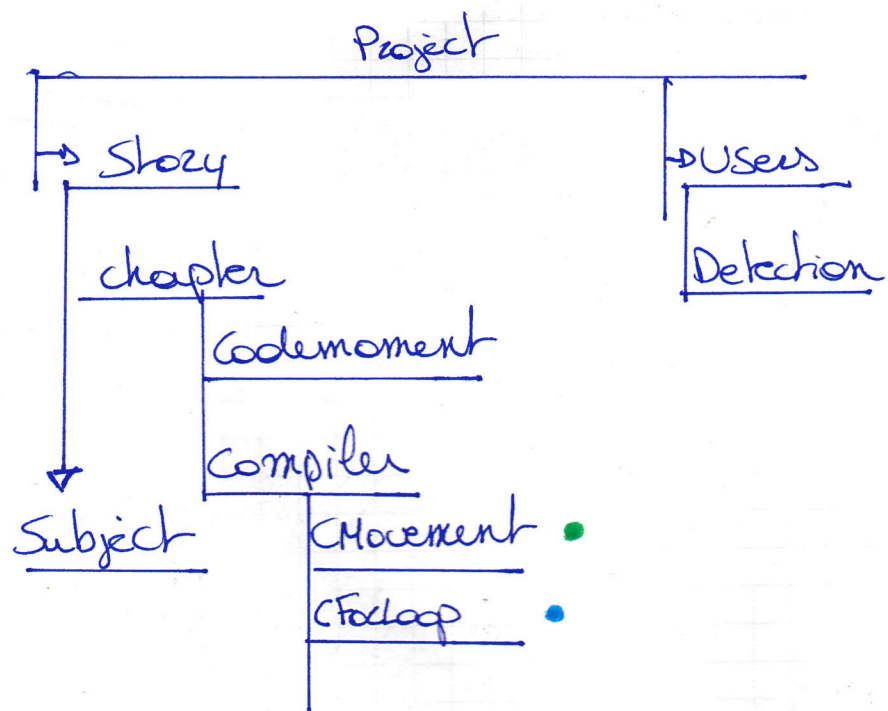 Project
Story
Users
chapter
Detection
Codemoment
Compiler
Subject
CMovement
CForLoop